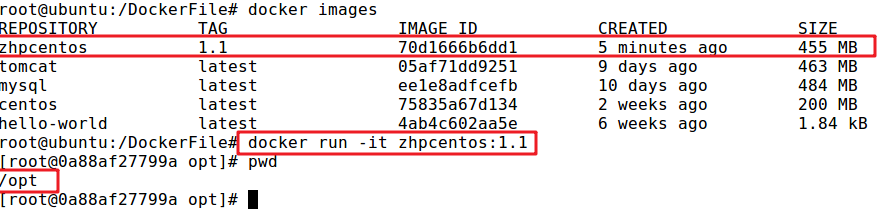 root@ubuntu:/DockerFile# docker images
REPOSITORY TAG IMAGE ID CREATED SIZE
zhpcentos 1.1 70d1666b6dd1 5 minutes ago 455 MB
tomcat latest 05af71dd9251 9 days ago 463 MB
mysql latest ee1e8adfcefb 10 days ago 484 MB
centos latest 75835a67d134 2 weeks ago 200 MB
hello-world latest 4ab4c602aa5e 6 weeks ago 1.84 kB
root@ubuntu:/DockerFile# docker run -it zhpcentos:1.1
[root@0a88af27799a opt]# pwd
/opt
[root@0a88af27799a opt]#